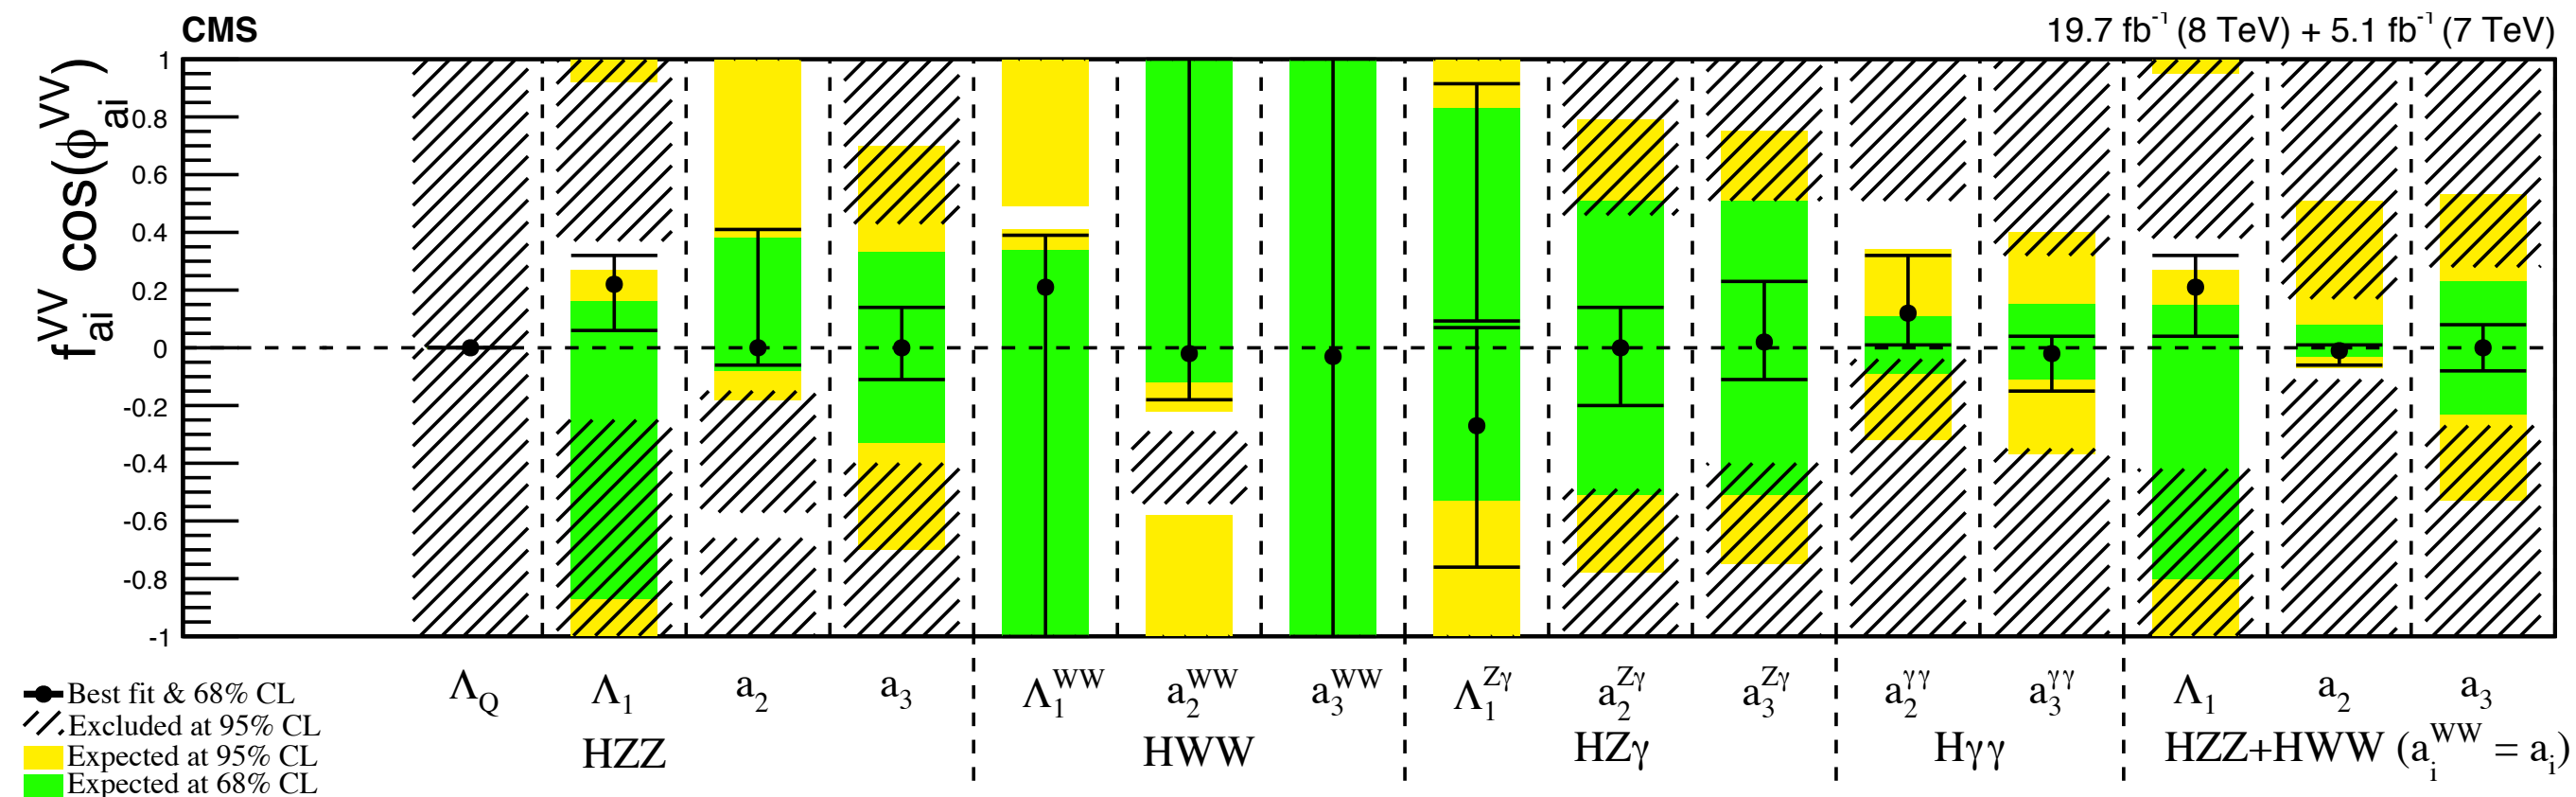 CMS 19.7 fb⁻¹ (8 TeV) + 5.1 fb⁻¹ (7 TeV)
f_ai^VV cos(ϕ_ai^VV)
1
0.8
0.6
0.4
0.2
0
-0.2
-0.4
-0.6
-0.8
-1
Λ_Q Λ_1 a_2 a_3 Λ_1^WW a_2^WW a_3^WW Λ_1^Zγ a_2^Zγ a_3^Zγ a_2^γγ a_3^γγ Λ_1 a_2 a_3
HZZ HWW HZγ Hγγ HZZ+HWW (a_i^WW = a_i)
Best fit & 68% CL
Excluded at 95% CL
Expected at 95% CL
Expected at 68% CL